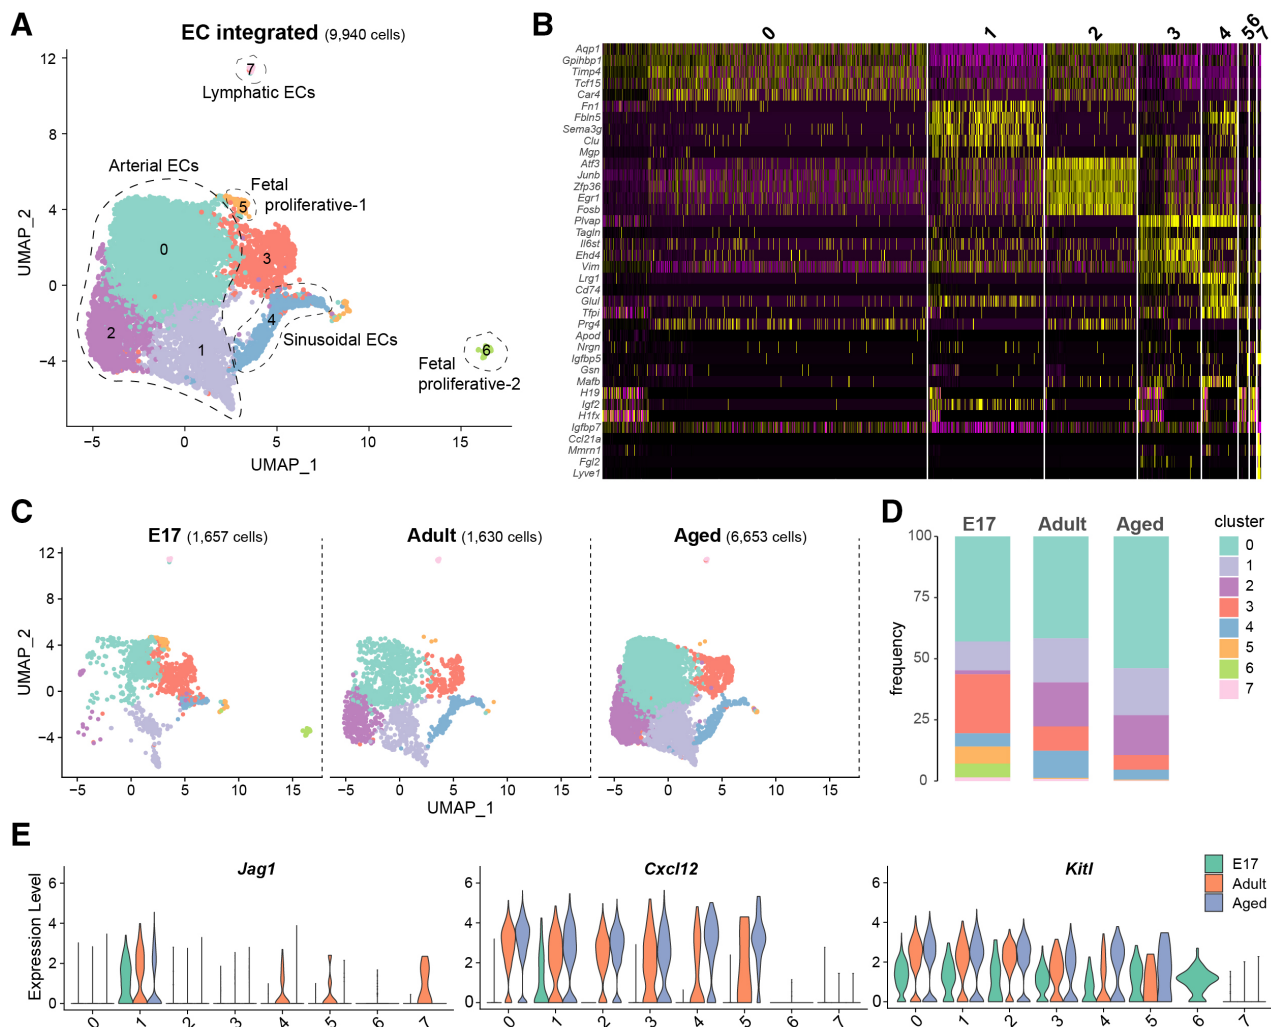 A
EC integrated (9,940 cells)
12
8
4
0
−4
UMAP_2
−5
0
5
10
15
UMAP_1
7
Lymphatic ECs
Arterial ECs
Fetal
proliferative-1
5
0
3
2
1
4
Sinusoidal ECs
6
Fetal
proliferative-2
B
0 1 2 3 4 5 6 7
Aqp1
Gpihbp1
Timp4
Tcf15
Car4
Fn1
Fbln5
Sema3g
Clu
Mgp
Atf3
Junb
Zfp36
Egr1
Fosb
Plvap
Tagln
Il6st
Ehd4
Vim
Lrg1
Cd74
Glul
Tfpi
Prg4
Apod
Nrgn
Igfbp5
Gsn
Mafb
H19
Igf2
H1fx
Igfbp7
Ccl21a
Mmrn1
Fgl2
Lyve1
C
E17 (1,657 cells)
Adult (1,630 cells)
Aged (6,653 cells)
12
8
4
0
−4
UMAP_2
−5 0 5 10 15
−5 0 5 10 15
−5 0 5 10 15
UMAP_1
D
E17 Adult Aged
100
75
50
25
0
frequency
cluster
0
1
2
3
4
5
6
7
E
Jag1
Expression Level
6
4
2
0
0 1 2 3 4 5 6 7
Cxcl12
6
4
2
0
0 1 2 3 4 5 6 7
Kitl
6
4
2
0
0 1 2 3 4 5 6 7
E17
Adult
Aged